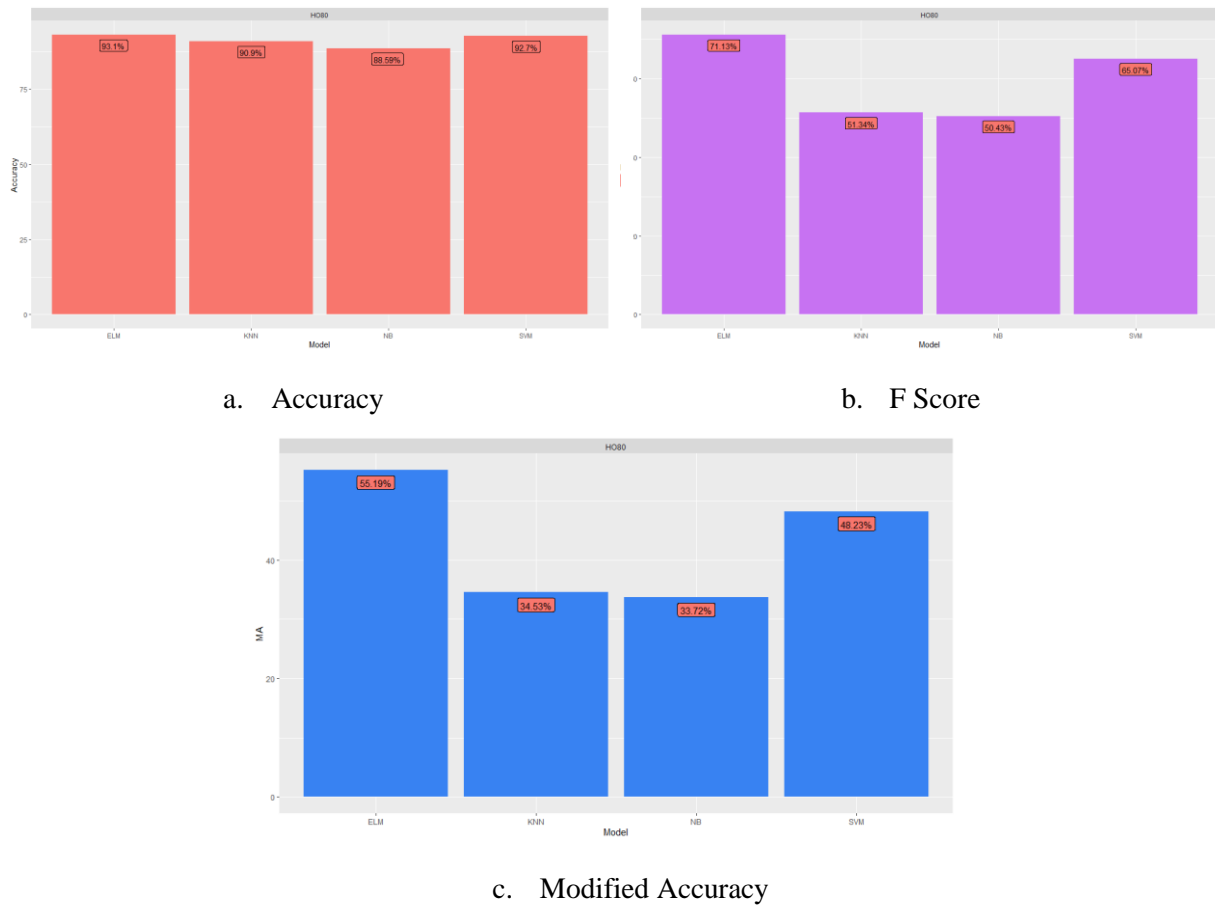 HO80
93.1%
90.9%
88.59%
92.7%
75
50
25
0
Accuracy
ELM KNN NB SVM
Model
a. Accuracy
HO80
71.13%
51.34%
50.43%
65.07%
0
0
0
0
ELM KNN NB SVM
Model
b. F Score
HO80
55.19%
34.53%
33.72%
48.23%
40
20
0
MA
ELM KNN NB SVM
Model
c. Modified Accuracy